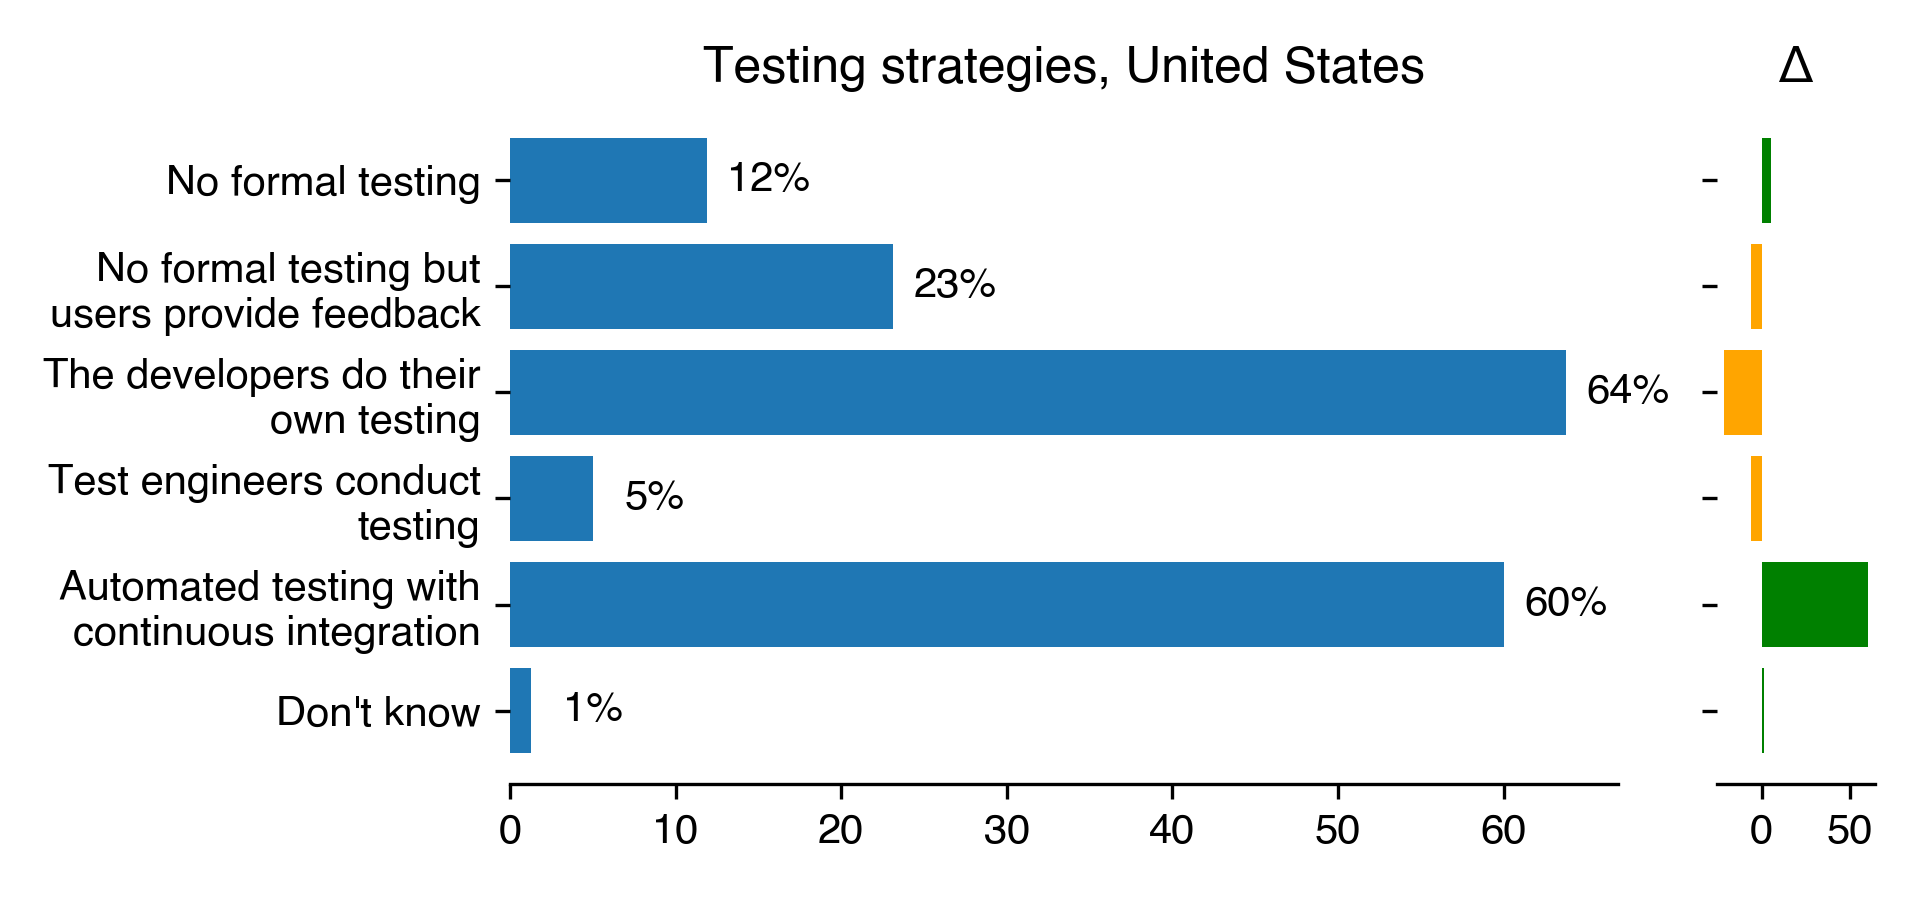 Testing strategies, United States
Δ
No formal testing
12%
No formal testing but
users provide feedback
23%
The developers do their
own testing
64%
Test engineers conduct
testing
5%
Automated testing with
continuous integration
60%
Don't know
1%
0 10 20 30 40 50 60
0 50